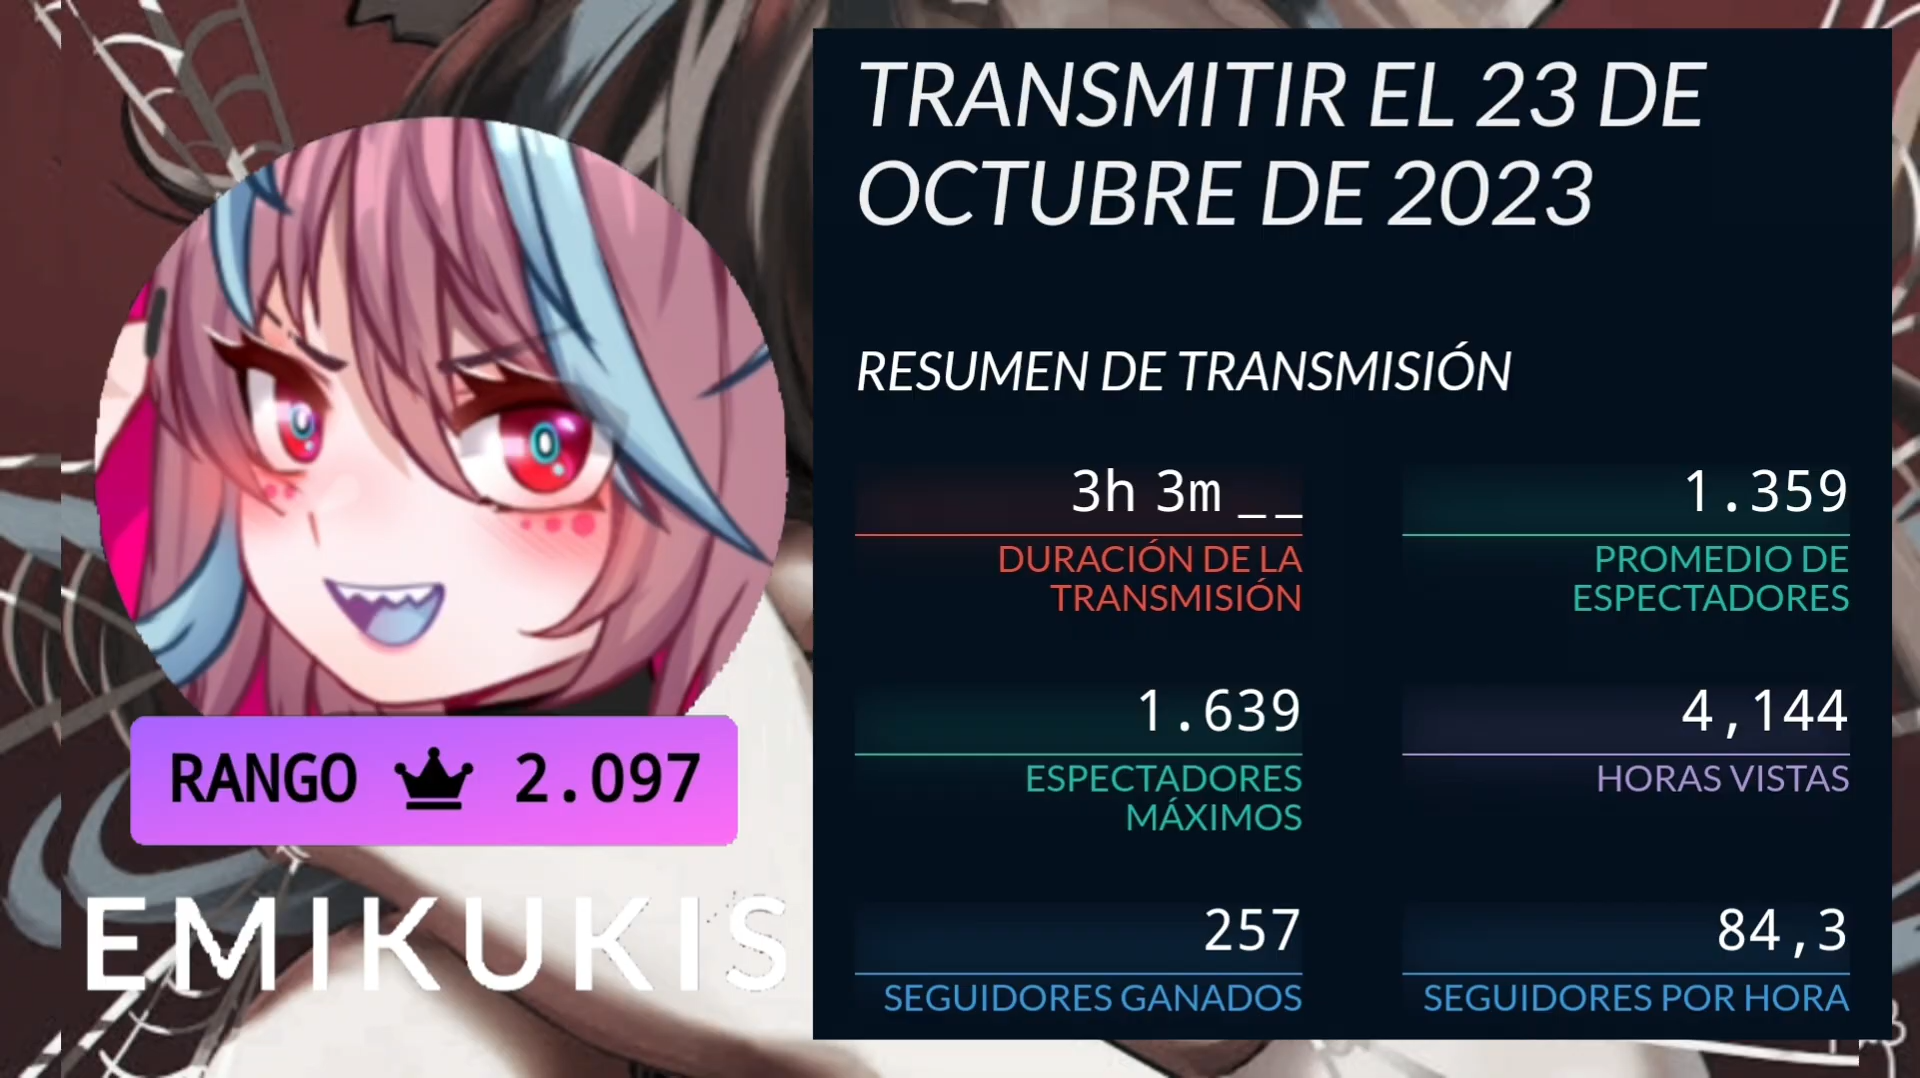 TRANSMITIR EL 23 DE
OCTUBRE DE 2023
RESUMEN DE TRANSMISIÓN
3h 3m _ _
DURACIÓN DE LA
TRANSMISIÓN
1.359
PROMEDIO DE
ESPECTADORES
1.639
ESPECTADORES
MÁXIMOS
4,144
HORAS VISTAS
257
SEGUIDORES GANADOS
84,3
SEGUIDORES POR HORA
RANGO 2.097
EMIKUKIS